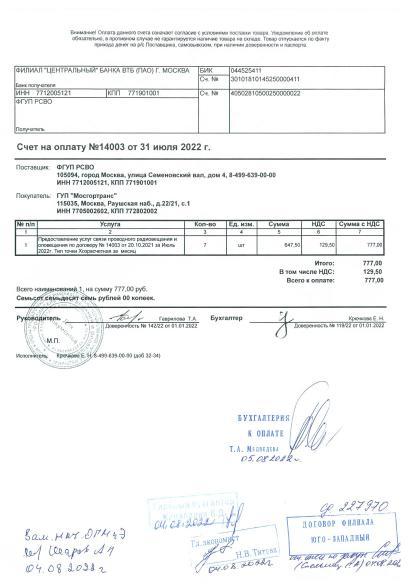 Внимание! Оплата данного счета означает согласие с условиями поставки товара. Уведомление об оплате
обязательно, в противном случае не гарантируется наличие товара на складе. Товар отпускается по факту
прихода денег на р/с Поставщика, самовывозом, при наличии доверенности и паспорта.
ФИЛИАЛ "ЦЕНТРАЛЬНЫЙ" БАНКА ВТБ (ПАО) Г. МОСКВА БИК 044525411
Сч. № 30101810145250000411
Банк получателя
ИНН 7712005121 КПП 771901001 Сч. № 40502810500250000022
ФГУП РСВО
Получатель
Счет на оплату №14003 от 31 июля 2022 г.
Поставщик: ФГУП РСВО
105094, город Москва, улица Семеновский вал, дом 4, 8-499-639-00-00
ИНН 7712005121, КПП 771901001
Покупатель: ГУП "Мосгортранс"
115035, Москва, Раушская наб., д.22/21, с.1
ИНН 7705002602, КПП 772802002
№ п/п Услуга Кол-во Ед. изм. Сумма НДС Сумма с НДС
1 2 3 4 5 6 7
1 Предоставление услуг связи проводного радиовещания и 7 шт 647,50 129,50 777,00
оповещения по договору № 14003 от 20.10.2021 за Июль
2022г. Тип точки Хозрасчетная за месяц
Итого: 777,00
В том числе НДС: 129,50
Всего к оплате: 777,00
Всего наименований 1, на сумму 777,00 руб.
Семьсот семьдесят семь рублей 00 копеек.
Руководитель Гаврилова Т.А. Бухгалтер Крючкова Е. Н.
Доверенность № 142/22 от 01.01.2022 Доверенность № 119/22 от 01.01.2022
М.П.
Исполнитель: Крючкова Е. Н. 8-499-639-00-00 (доб 32-34)
БУХГАЛТЕРИЯ
К ОПЛАТЕ
Т.А. Медведева
05.08.2022г.
227970
04.08.2022
Гл.экономист
Н.В. Титова
04.08.2022г
ДОГОВОР ФИЛИАЛА
ЮГО-ЗАПАДНЫЙ
Зам. нач.
04.08.2022г